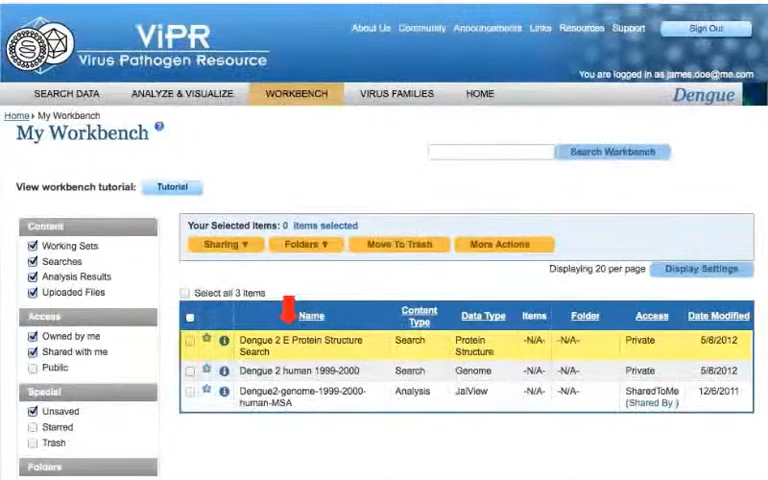 ViPR
Virus Pathogen Resource
About Us Community Announcements Links Resources Support Sign Out
You are logged in as james.doe@me.com
SEARCH DATA ANALYZE & VISUALIZE WORKBENCH VIRUS FAMILIES HOME Dengue
Home My Workbench
My Workbench ?
Search Workbench
View workbench tutorial: Tutorial
Content
Working Sets
Searches
Analysis Results
Uploaded Files
Access
Owned by me
Shared with me
Public
Special
Unsaved
Starred
Trash
Folders
Your Selected Items: 0 items selected
Sharing ▼ Folders ▼ Move To Trash More Actions
Displaying 20 per page Display Settings
Select all 3 items
Name Content Type Data Type Items Folder Access Date Modified
Dengue 2 E Protein Structure Search Search Protein Structure -N/A- -N/A- Private 5/8/2012
Dengue 2 human 1999-2000 Search Genome -N/A- -N/A- Private 5/8/2012
Dengue2-genome-1999-2000-human-MSA Analysis JalView -N/A- -N/A- SharedToMe (Shared By ) 12/6/2011